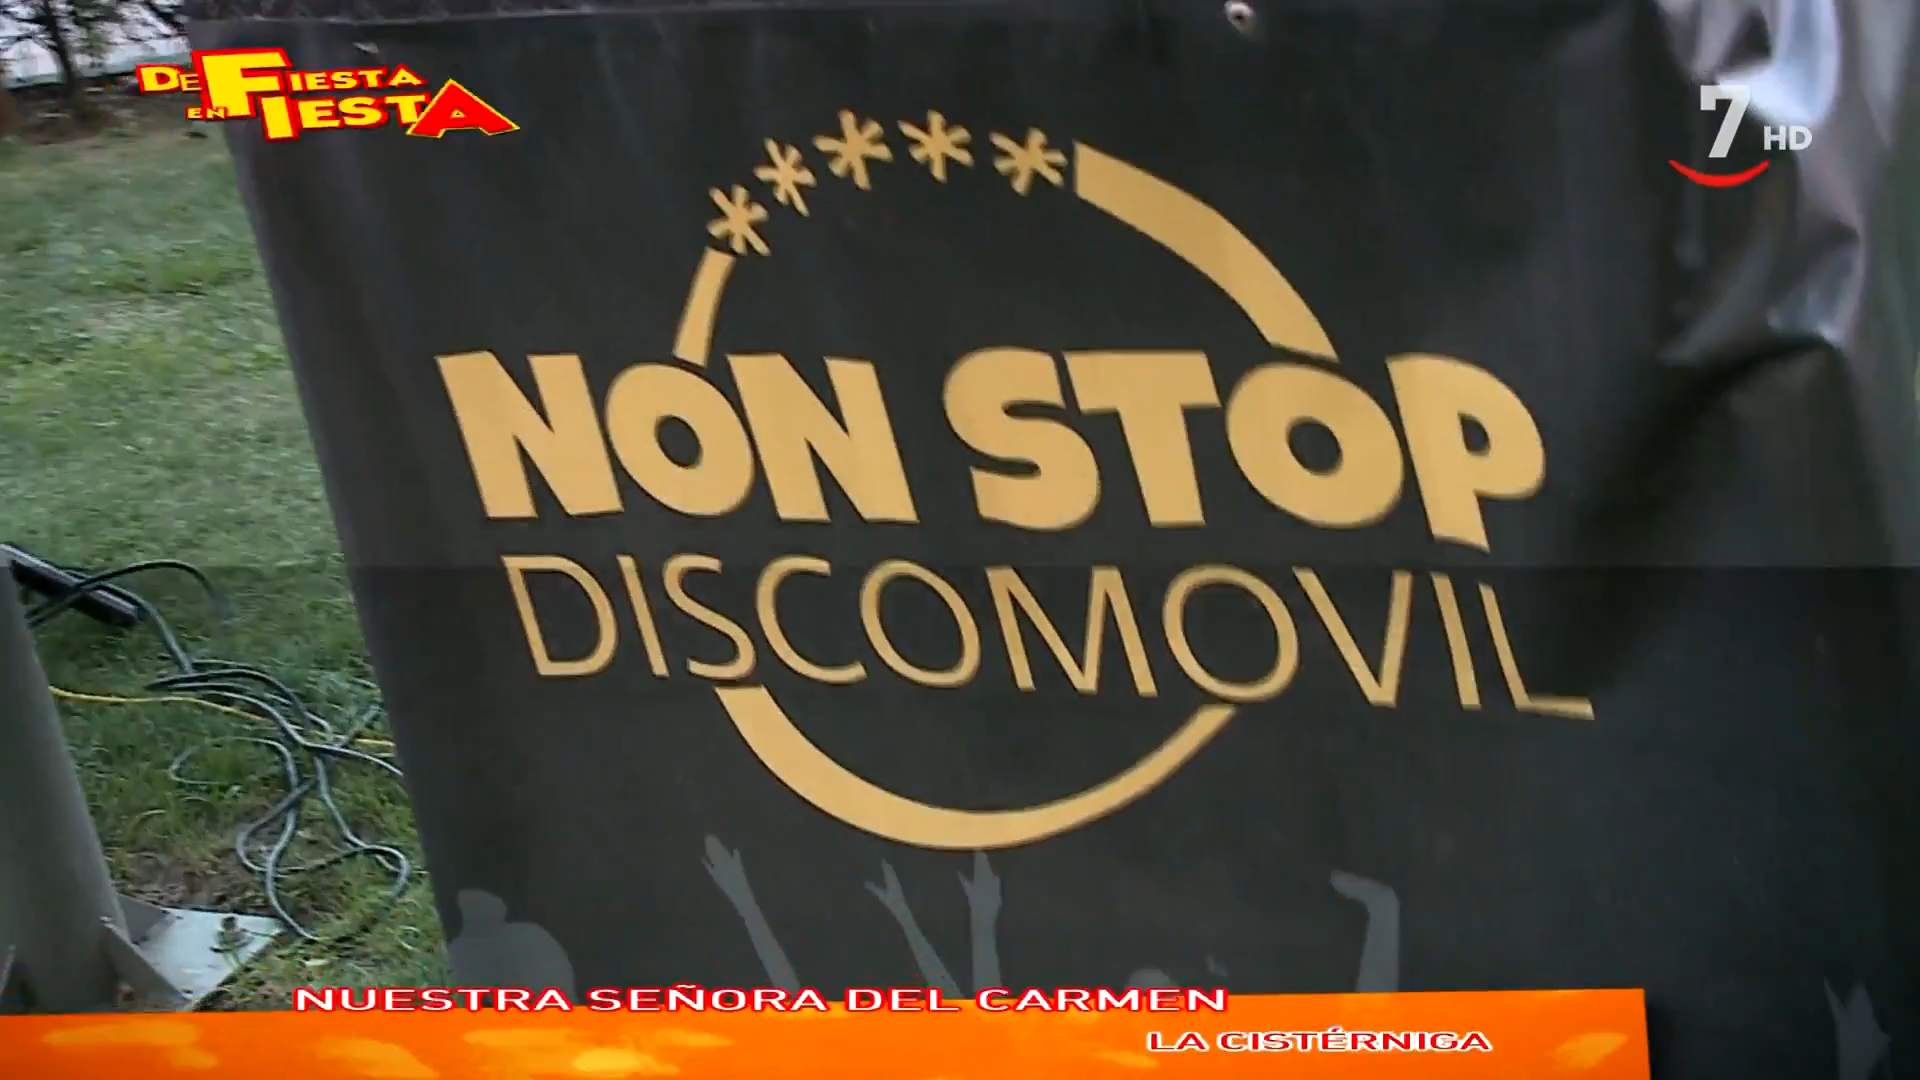 DE FIESTA
EN FIESTA
7 HD
NON STOP
DISCOMOVIL
NUESTRA SEÑORA DEL CARMEN
LA CISTÉRNIGA